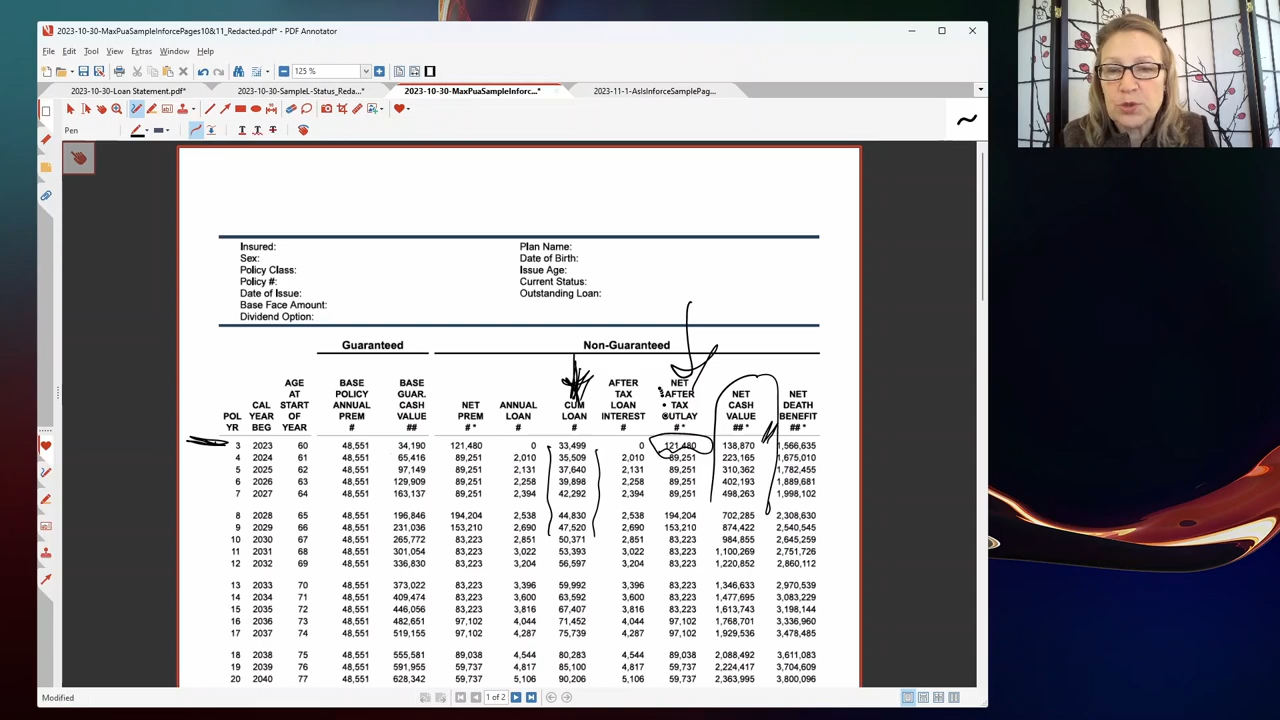 2023-10-30-MaxPuaSampleInforcePages10&11_Redacted.pdf* - PDF Annotator
File Edit Tool View Extras Window Help
125 %
2023-10-30-Loan Statement.pdf* 2023-10-30-SampleL-Status_Reda...* 2023-10-30-MaxPuaSampleInforc...* 2023-11-1-AsIsInforceSamplePag...
Pen
Insured: Plan Name:
Sex: Date of Birth:
Policy Class: Issue Age:
Policy #: Current Status:
Date of Issue: Outstanding Loan:
Base Face Amount:
Dividend Option:
Guaranteed Non-Guaranteed
AGE BASE BASE AFTER NET
AT POLICY GUAR. TAX AFTER NET NET
CAL START ANNUAL CASH NET ANNUAL CUM LOAN TAX CASH DEATH
POL YEAR OF PREM VALUE PREM LOAN LOAN INTEREST OUTLAY VALUE BENEFIT
YR BEG YEAR # ## # * # # # # * ## * ## *
3 2023 60 48,551 34,190 121,480 0 33,499 0 121,480 138,870 1,566,635
4 2024 61 48,551 65,416 89,251 2,010 35,509 2,010 89,251 223,165 1,675,010
5 2025 62 48,551 97,149 89,251 2,131 37,640 2,131 89,251 310,362 1,782,455
6 2026 63 48,551 129,909 89,251 2,258 39,898 2,258 89,251 402,193 1,889,681
7 2027 64 48,551 163,137 89,251 2,394 42,292 2,394 89,251 498,263 1,998,102
8 2028 65 48,551 196,846 194,204 2,538 44,830 2,538 194,204 702,285 2,308,630
9 2029 66 48,551 231,036 153,210 2,690 47,520 2,690 153,210 874,422 2,540,545
10 2030 67 48,551 265,772 83,223 2,851 50,371 2,851 83,223 984,855 2,645,259
11 2031 68 48,551 301,054 83,223 3,022 53,393 3,022 83,223 1,100,269 2,751,726
12 2032 69 48,551 336,830 83,223 3,204 56,597 3,204 83,223 1,220,852 2,860,112
13 2033 70 48,551 373,022 83,223 3,396 59,992 3,396 83,223 1,346,633 2,970,539
14 2034 71 48,551 409,474 83,223 3,600 63,592 3,600 83,223 1,477,695 3,083,229
15 2035 72 48,551 446,056 83,223 3,816 67,407 3,816 83,223 1,613,743 3,198,144
16 2036 73 48,551 482,651 97,102 4,044 71,452 4,044 83,223 1,768,701 3,336,960
17 2037 74 48,551 519,155 97,102 4,287 75,739 4,287 97,102 1,929,536 3,478,485
18 2038 75 48,551 555,581 89,038 4,544 80,283 4,544 89,038 2,088,492 3,611,083
19 2039 76 48,551 591,955 59,737 4,817 85,100 4,817 59,737 2,224,417 3,704,609
20 2040 77 48,551 628,342 59,737 5,106 90,206 5,106 59,737 2,363,995 3,800,096
Modified 1 of 2